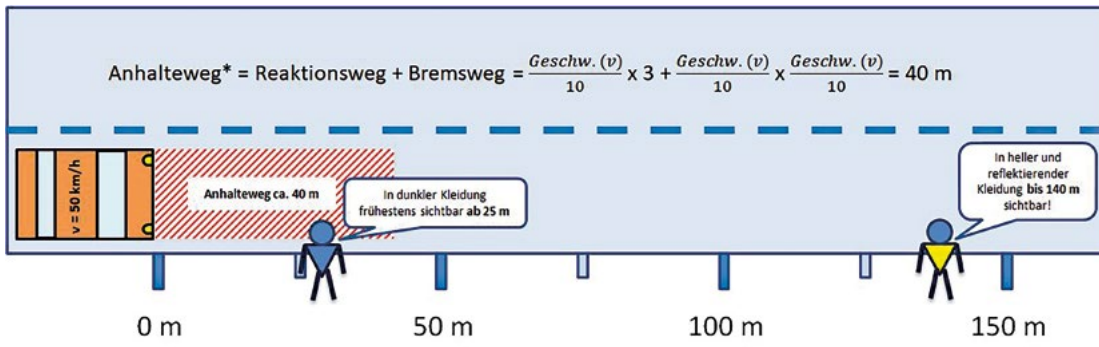 Anhalteweg* = Reaktionsweg + Bremsweg = Geschw. (v)/10 x 3 + Geschw. (v)/10 x Geschw. (v)/10 = 40 m
v = 50 km/h
Anhalteweg ca. 40 m
In dunkler Kleidung
frühestens sichtbar ab 25 m
In heller und
reflektierender
Kleidung bis 140 m
sichtbar!
0 m 50 m 100 m 150 m